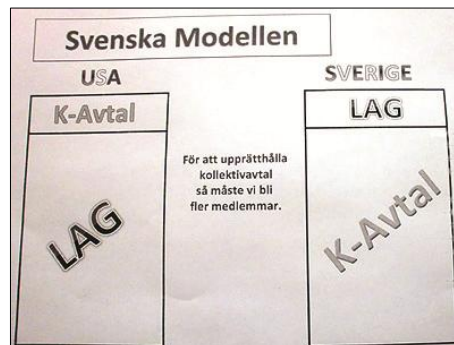 Svenska Modellen
USA
K-Avtal
LAG
För att upprätthålla
kollektivavtal
så måste vi bli
fler medlemmar.
SVERIGE
LAG
K-Avtal